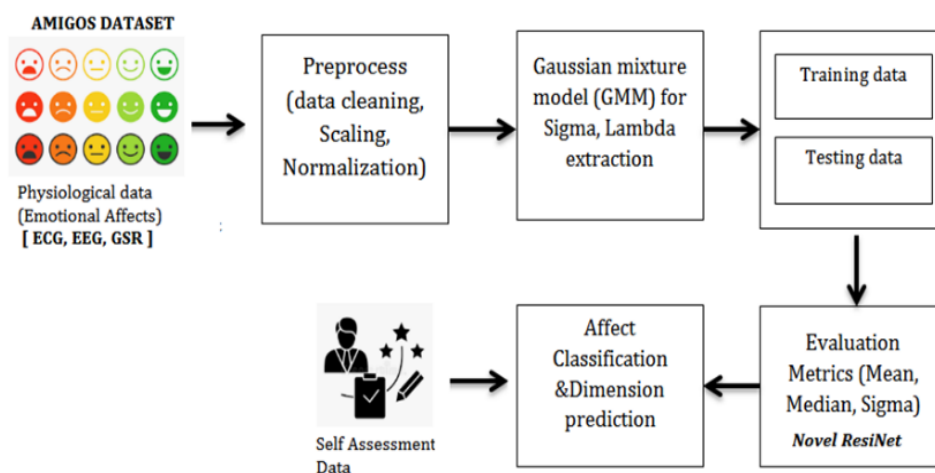 AMIGOS DATASET
Physiological data
(Emotional Affects)
[ ECG, EEG, GSR ]
:
Preprocess
(data cleaning,
Scaling,
Normalization)
Gaussian mixture
model (GMM) for
Sigma, Lambda
extraction
Training data
Testing data
Self Assessment
Data
Affect
Classification
&Dimension
prediction
Evaluation
Metrics (Mean,
Median, Sigma)
Novel ResiNet